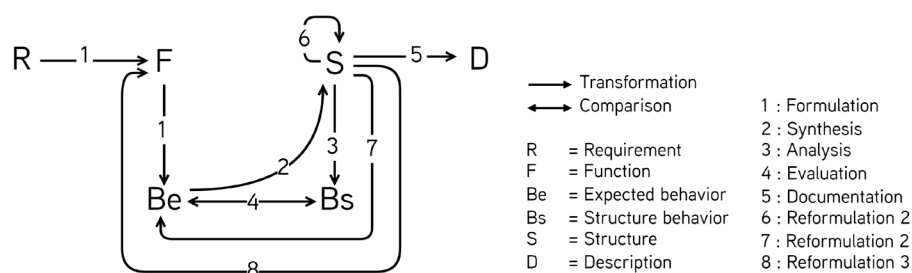 R 1 F
6 S 5 D
1
3 7
2
Be 4 Bs
8
Transformation
Comparison
R = Requirement
F = Function
Be = Expected behavior
Bs = Structure behavior
S = Structure
D = Description
1 : Formulation
2 : Synthesis
3 : Analysis
4 : Evaluation
5 : Documentation
6 : Reformulation 2
7 : Reformulation 2
8 : Reformulation 3